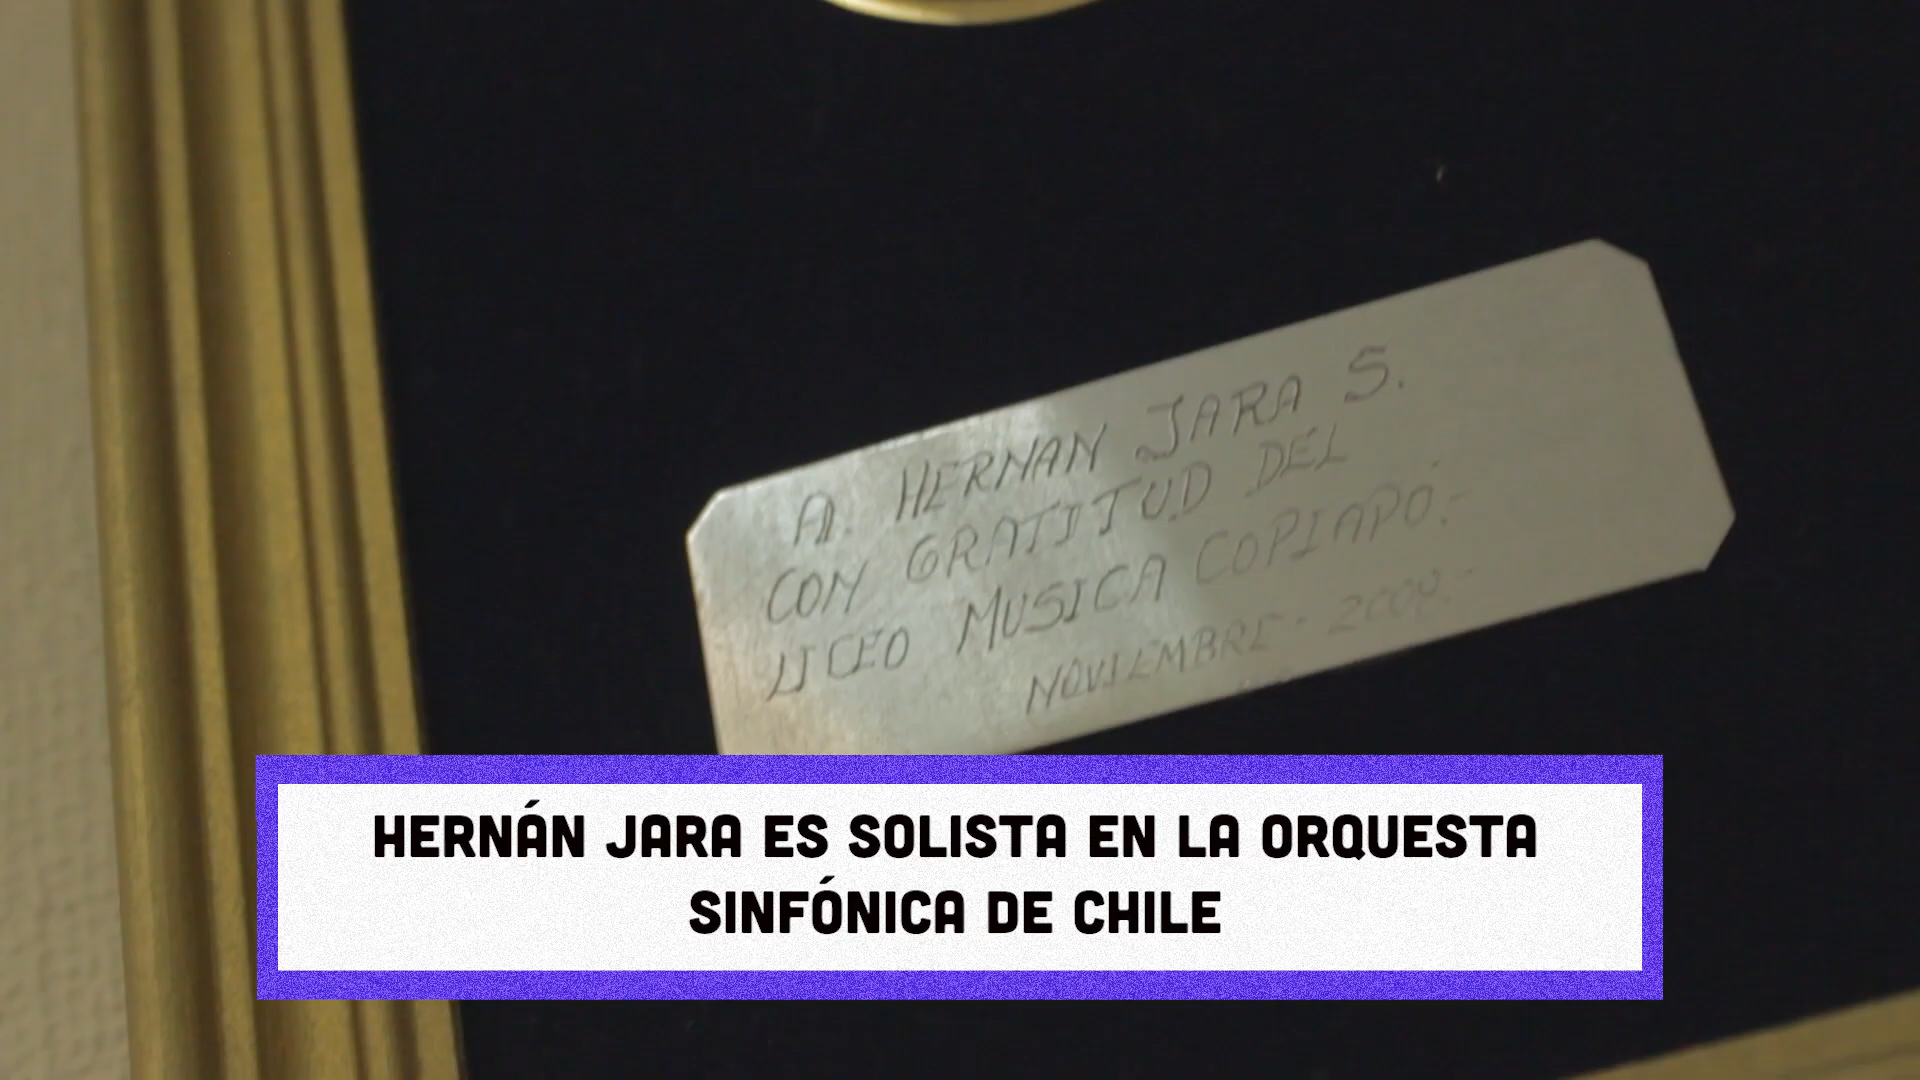 A. HERNAN JARA S.
CON GRATITUD DEL
LICEO MUSICA COPIAPO.-
NOVIEMBRE-
HERNÁN JARA ES SOLISTA EN LA ORQUESTA
SINFÓNICA DE CHILE